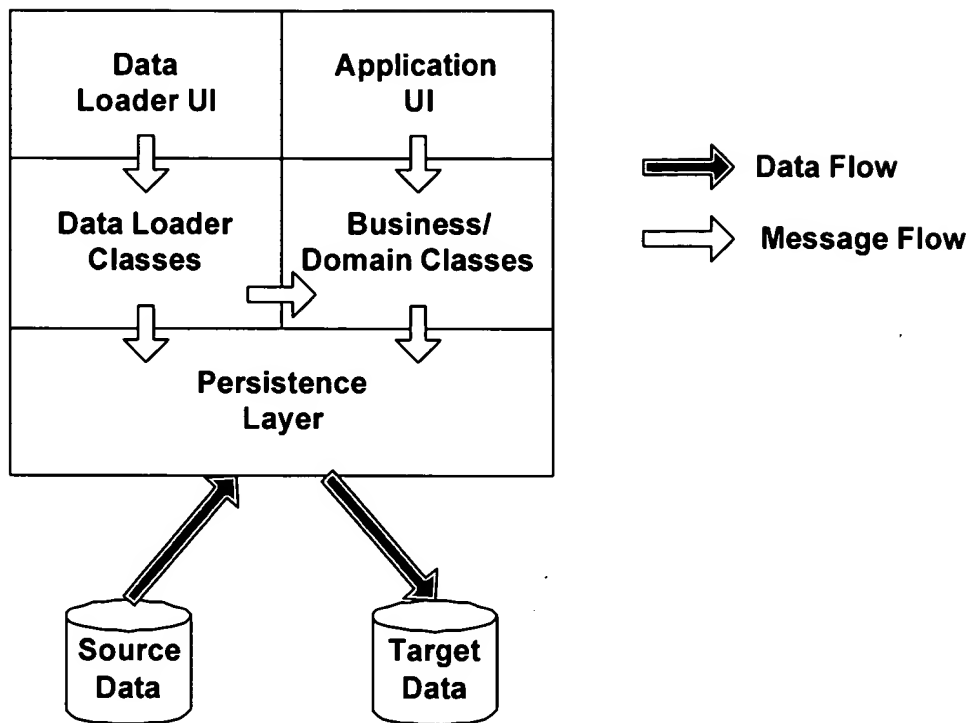 Data
Loader UI
Application
UI
Data Loader
Classes
Business/
Domain Classes
Persistence
Layer
Source
Data
Target
Data
Data Flow
Message Flow